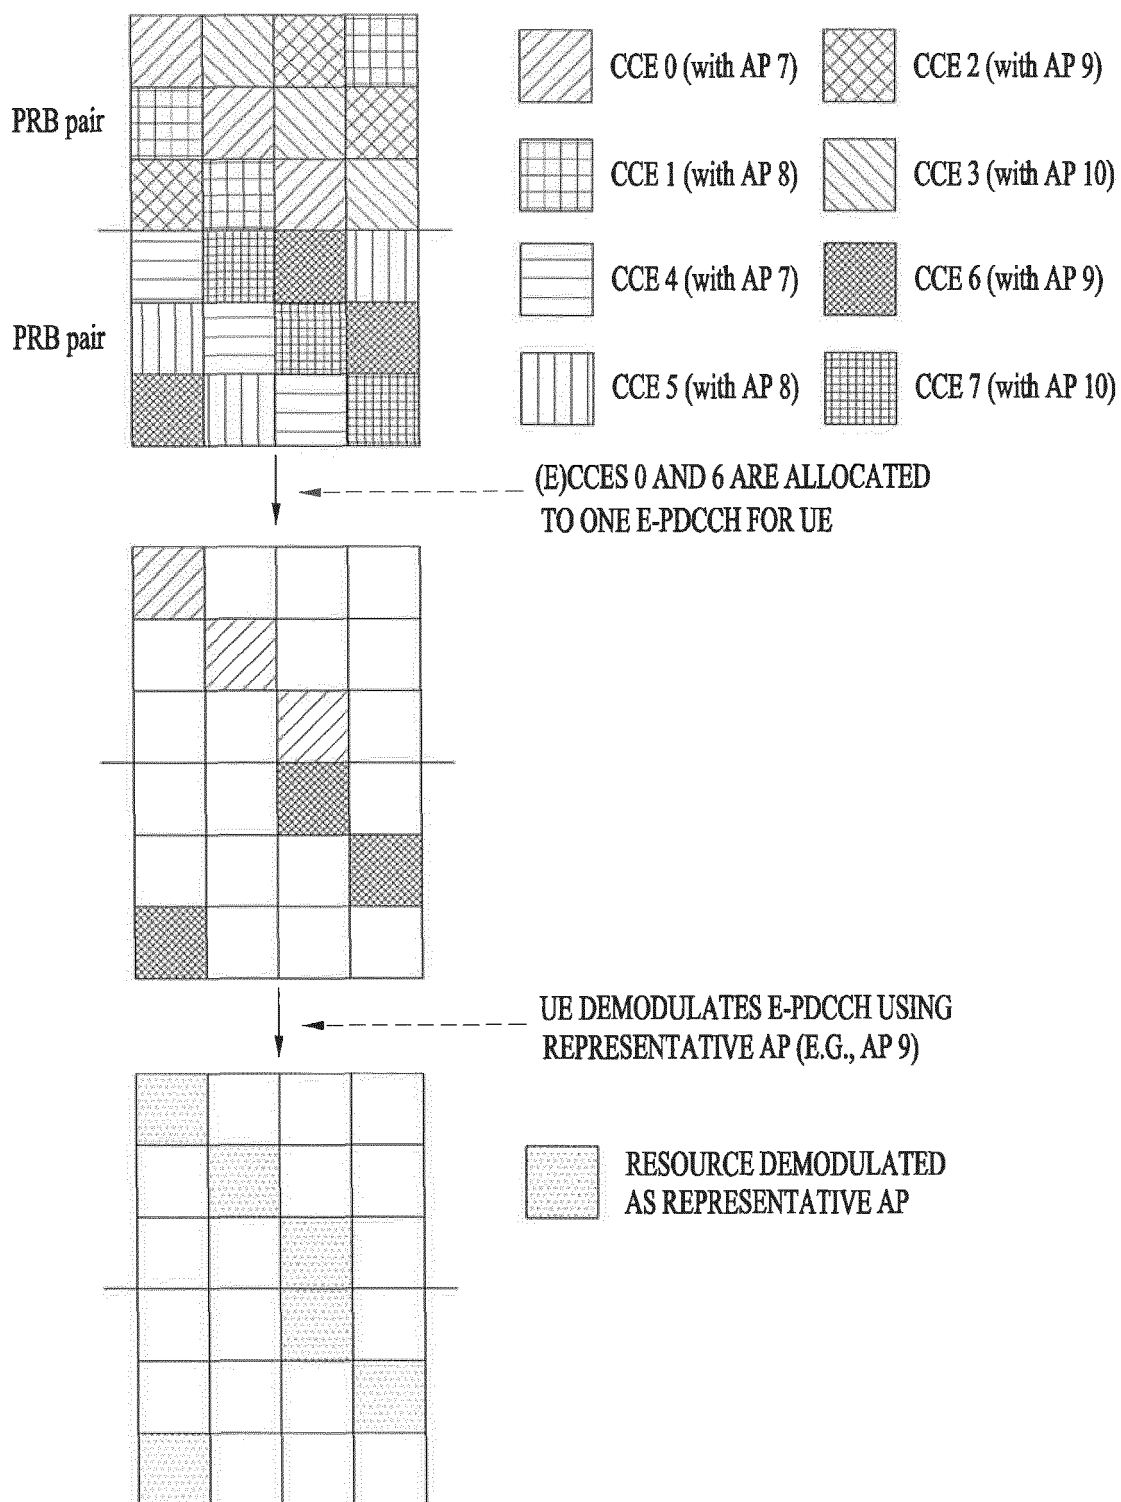 CCE 0 (with AP 7)
CCE 2 (with AP 9)
PRB pair
CCE 1 (with AP 8)
CCE 3 (with AP 10)
CCE 4 (with AP 7)
CCE 6 (with AP 9)
PRB pair
CCE 5 (with AP 8)
CCE 7 (with AP 10)
(E)CCES 0 AND 6 ARE ALLOCATED
TO ONE E-PDCCH FOR UE
UE DEMODULATES E-PDCCH USING
REPRESENTATIVE AP (E.G., AP 9)
RESOURCE DEMODULATED
AS REPRESENTATIVE AP